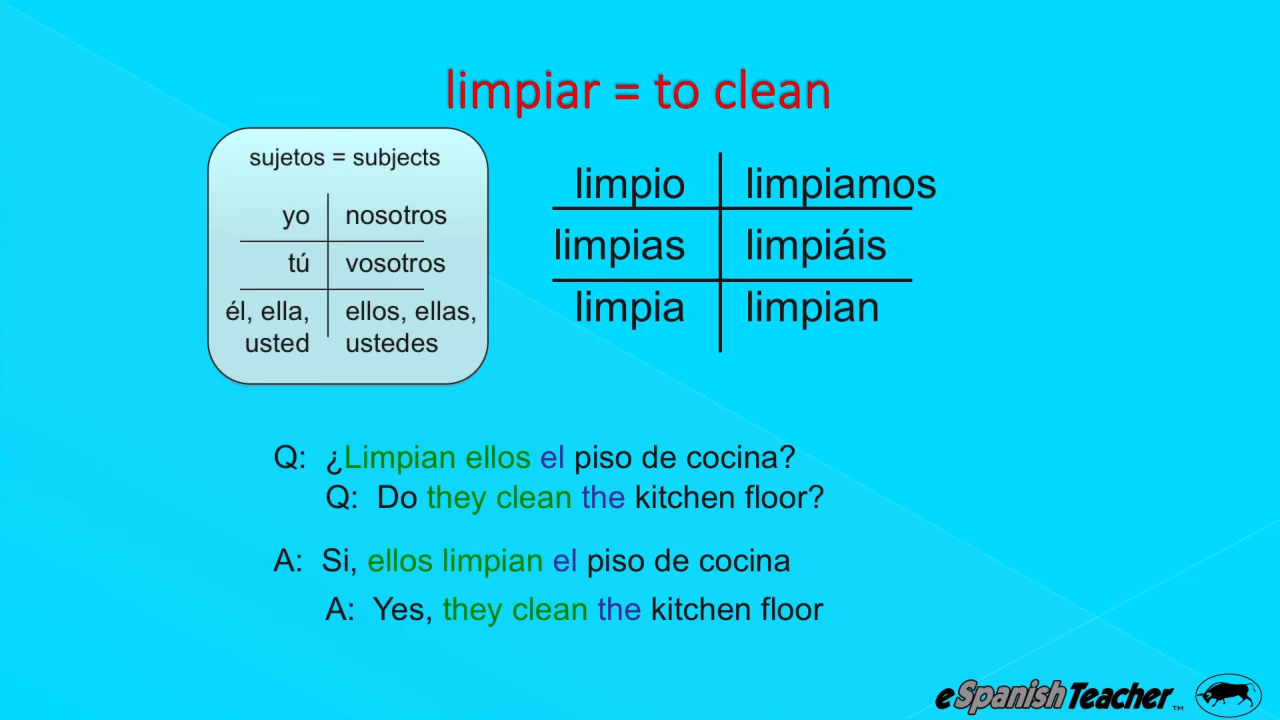 limpiar = to clean
sujetos = subjects
yo nosotros
tú vosotros
él, ella, ellos, ellas,
usted ustedes
limpio limpiamos
limpias limpiáis
limpia limpian
Q: ¿Limpian ellos el piso de cocina?
Q: Do they clean the kitchen floor?
A: Si, ellos limpian el piso de cocina
A: Yes, they clean the kitchen floor
eSpanishTeacher™